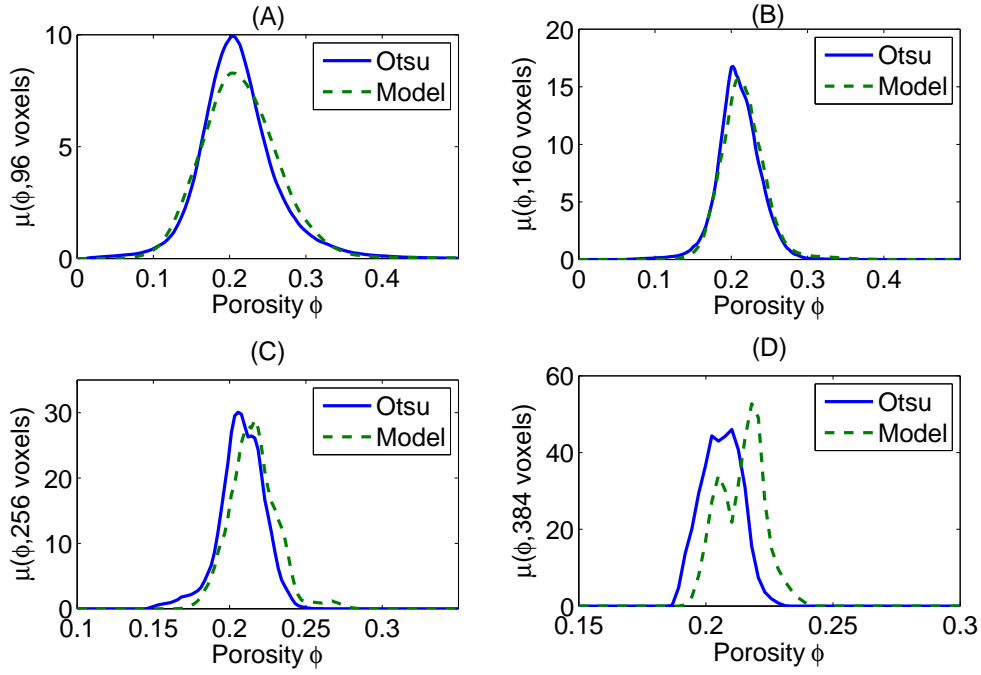 (A)
μ(ϕ,96 voxels)
10
5
0
Otsu
Model
0 0.1 0.2 0.3 0.4
Porosity ϕ
(B)
μ(ϕ,160 voxels)
20
15
10
5
0
Otsu
Model
0 0.1 0.2 0.3 0.4
Porosity ϕ
(C)
μ(ϕ,256 voxels)
30
20
10
0
Otsu
Model
0.1 0.15 0.2 0.25 0.3
Porosity ϕ
(D)
μ(ϕ,384 voxels)
60
40
20
0
Otsu
Model
0.15 0.2 0.25 0.3
Porosity ϕ